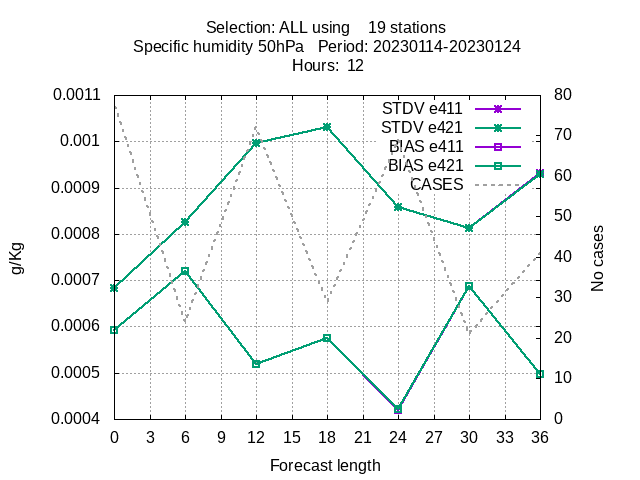 Selection: ALL using    19 stations
Specific humidity 50hPa   Period: 20230114-20230124
Hours:  12
0.0011
0.001
0.0009
0.0008
0.0007
0.0006
0.0005
0.0004
g/Kg
STDV e411
STDV e421
BIAS e411
BIAS e421
CASES
80
70
60
50
40
30
20
10
0
No cases
0 3 6 9 12 15 18 21 24 27 30 33 36
Forecast length